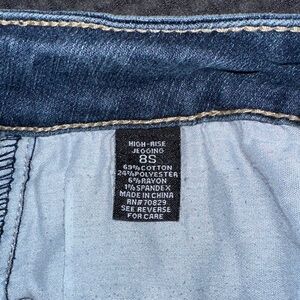 HIGH-RISE
JEGGING
8S
69% COTTON
24% POLYESTER
6% RAYON
1% SPANDEX
MADE IN CHINA
RN# 70829
SEE REVERSE
FOR CARE